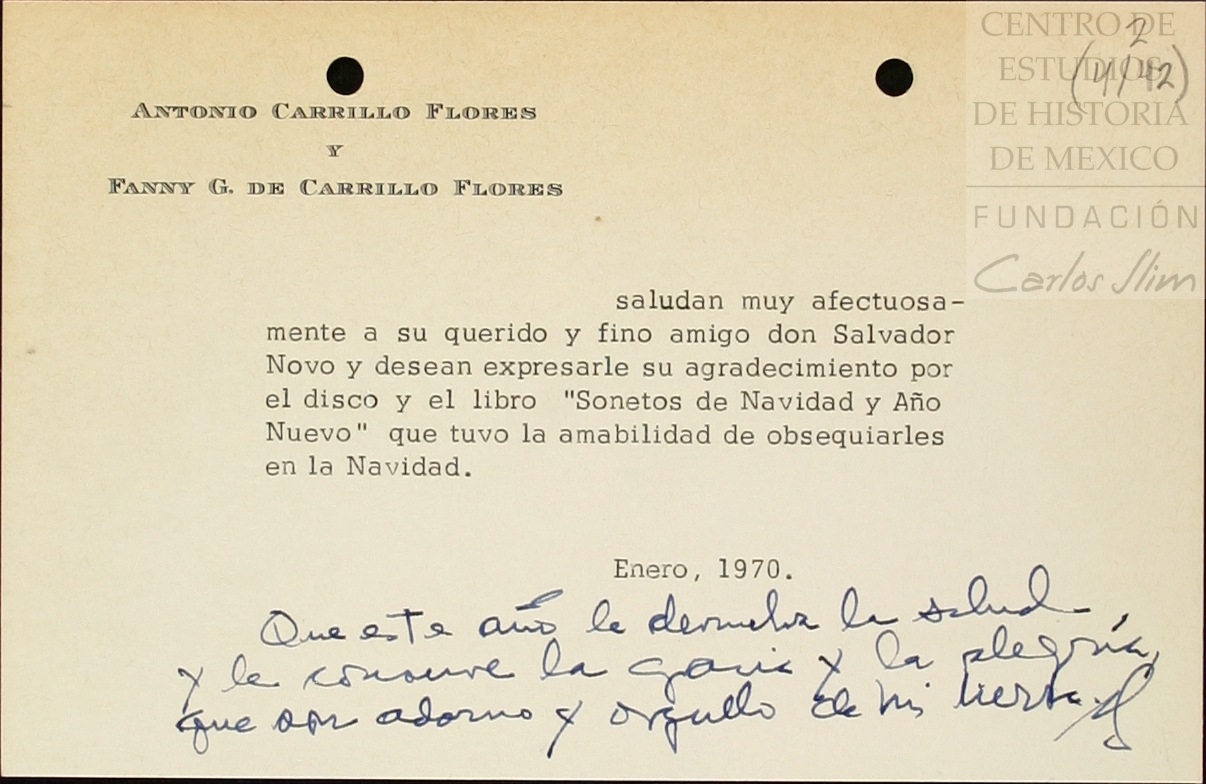 CENTRO DE
ESTUDIOS
DE HISTORIA
DE MEXICO
FUNDACIÓN
Carlos Slim
2
(4/42)
ANTONIO CARRILLO FLORES
Y
FANNY G. DE CARRILLO FLORES
saludan muy afectuosa-
mente a su querido y fino amigo don Salvador
Novo y desean expresarle su agradecimiento por
el disco y el libro "Sonetos de Navidad y Año
Nuevo" que tuvo la amabilidad de obsequiarles
en la Navidad.
Enero, 1970.
Que este año le devuelva la salud
y le conserve la gracia y la alegría,
que son adorno y orgullo de mi tierra